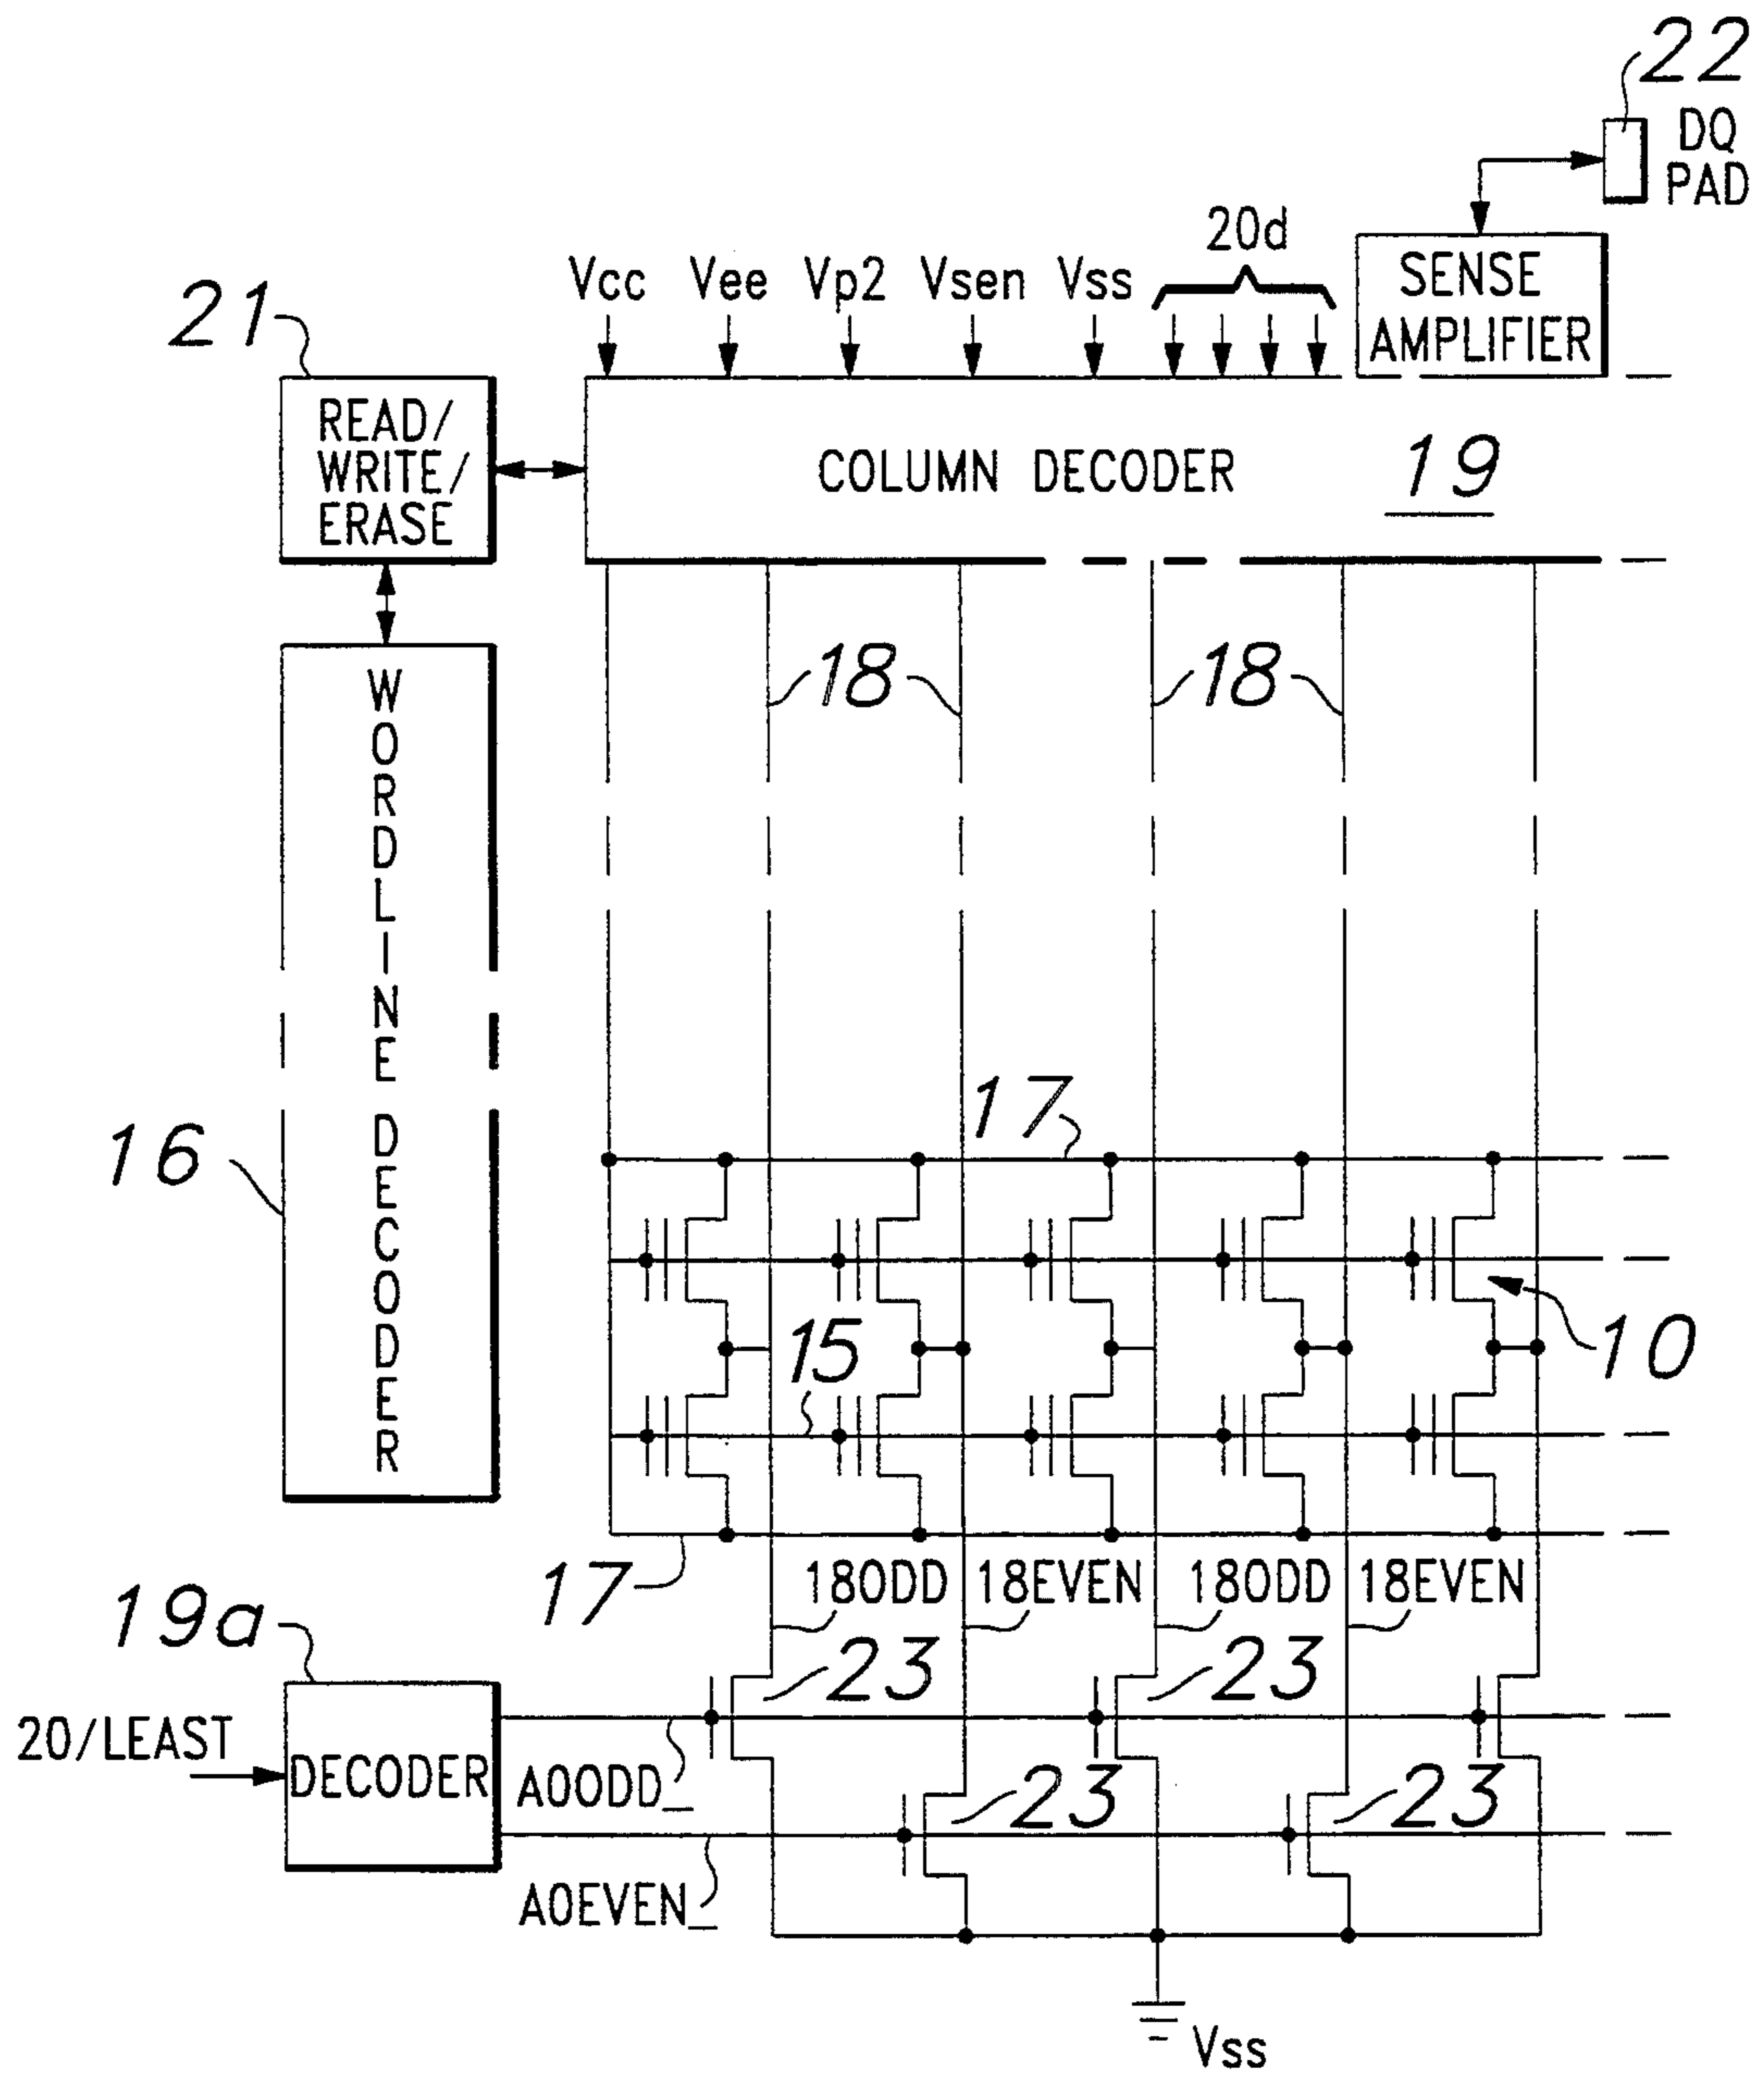 22
DQ
PAD
20d
Vcc Vee Vp2 Vsen Vss
SENSE
AMPLIFIER
21
READ/
WRITE/
ERASE
COLUMN DECODER
19
18 18
WORDLINE DECODER
16
17
15
10
17
18ODD 18EVEN 18ODD 18EVEN
19a
23 23
20/LEAST
DECODER
A0ODD_
23 23
A0EVEN_
Vss